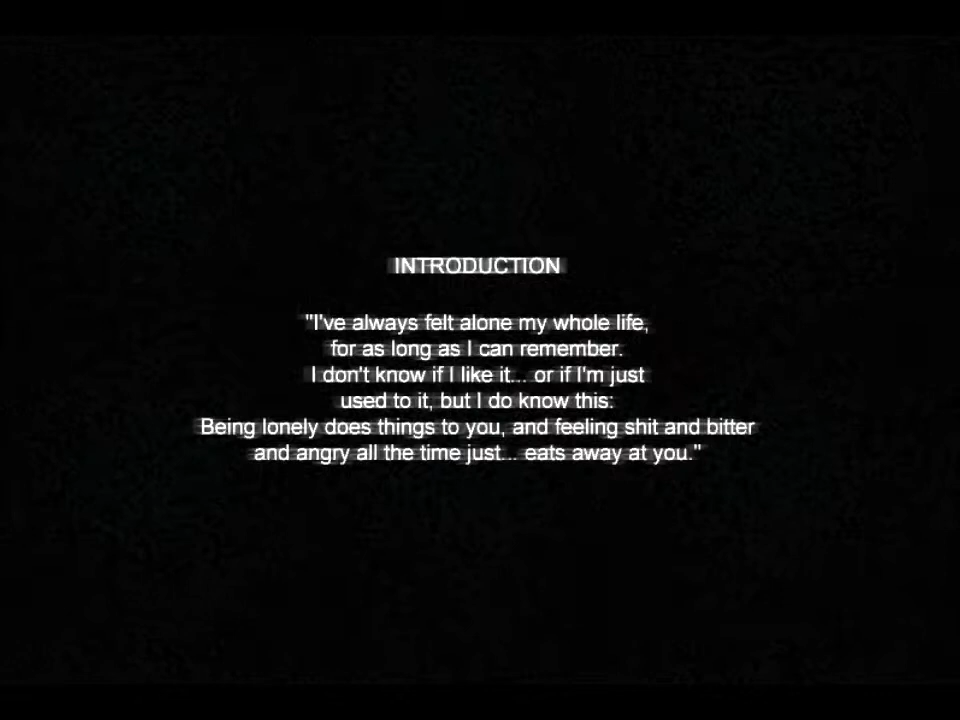 INTRODUCTION
"I've always felt alone my whole life,
for as long as I can remember.
I don't know if I like it... or if I'm just
used to it, but I do know this:
Being lonely does things to you, and feeling shit and bitter
and angry all the time just... eats away at you."